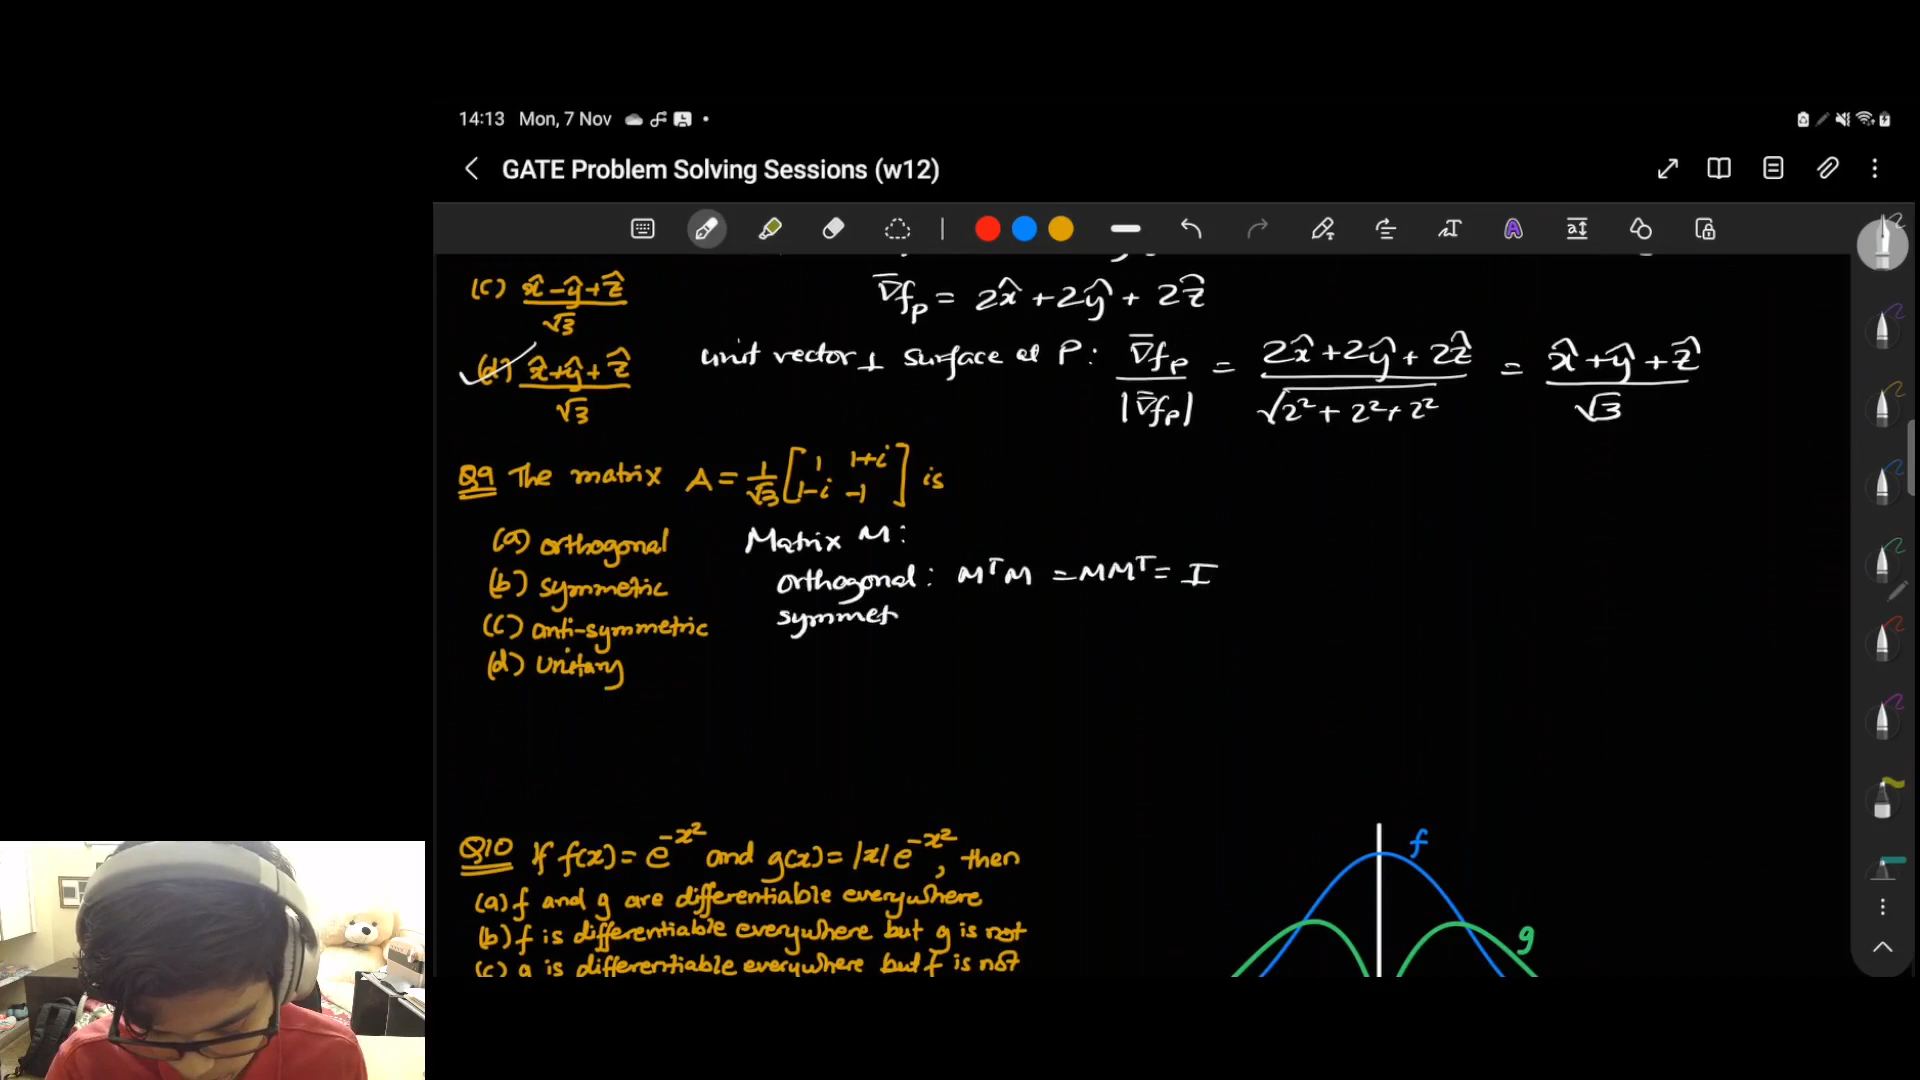 14:13 Mon, 7 Nov
GATE Problem Solving Sessions (w12)
(c) x̂-ŷ+ẑ / √3
∇̅f_p = 2x̂ + 2ŷ + 2ẑ
(d) x̂+ŷ+ẑ / √3
unit vector ⊥ surface at P: ∇̅f_p / |∇̅f_p| = 2x̂+2ŷ+2ẑ / √2²+2²+2² = x̂+ŷ+ẑ / √3
Q9 The matrix A = 1/√3 [1 1+i; 1-i -1] is
(a) orthogonal
(b) symmetric
(c) anti-symmetric
(d) Unitary
Matrix M:
orthogonal: MᵀM = MMᵀ = I
symmet
Q10 If f(x) = e^-x² and g(x) = |x| e^-x², then
(a) f and g are differentiable everywhere
(b) f is differentiable everywhere but g is not
(c) g is differentiable everywhere but f is not
f
g